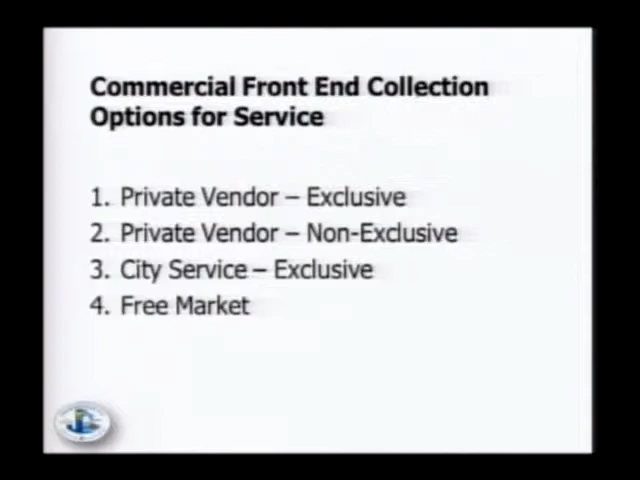 Commercial Front End Collection
Options for Service
1. Private Vendor – Exclusive
2. Private Vendor – Non-Exclusive
3. City Service – Exclusive
4. Free Market